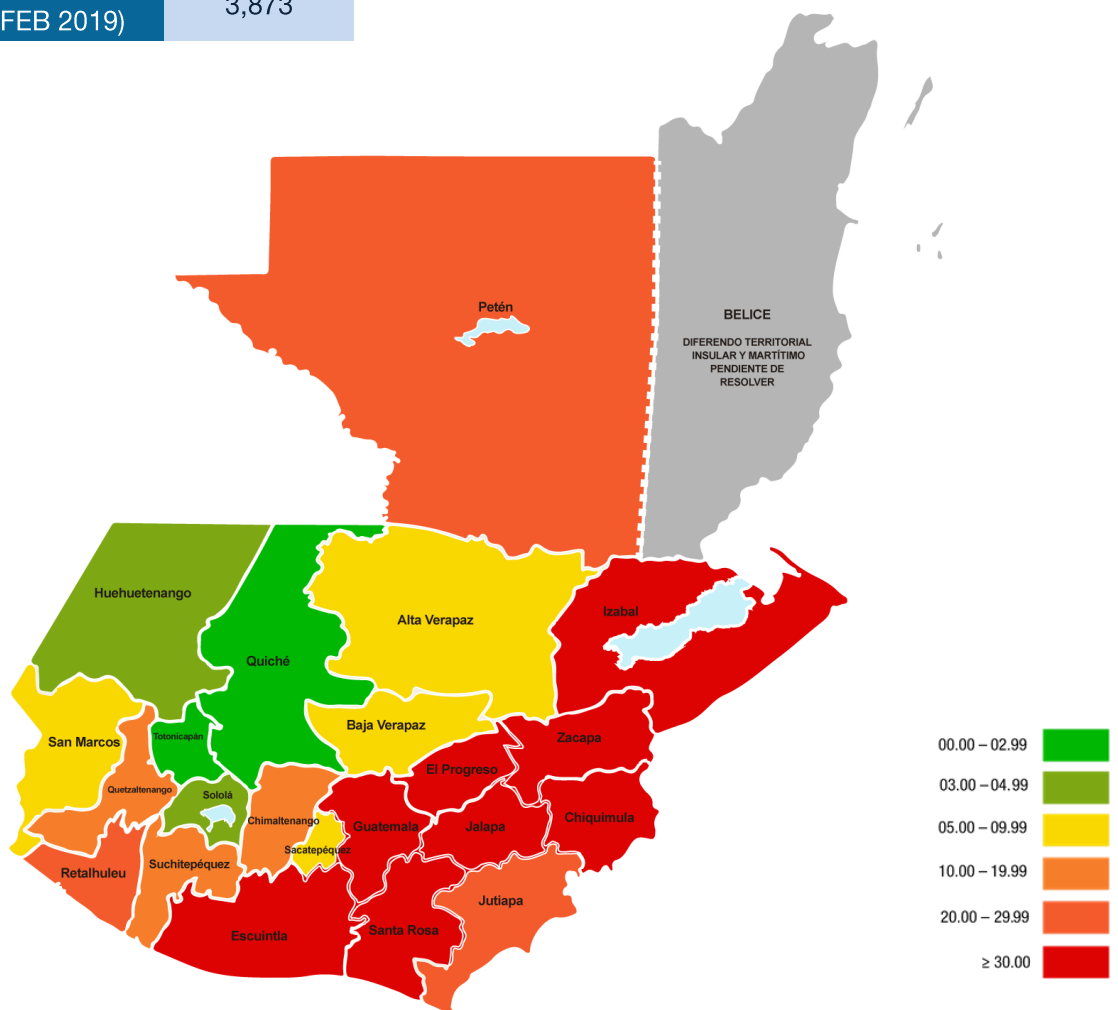 FEB 2019)
3,873
Petén
BELICE
DIFERENDO TERRITORIAL
INSULAR Y MARTÍTIMO
PENDIENTE DE
RESOLVER
Huehuetenango
Izabal
Alta Verapaz
Quiché
Baja Verapaz
San Marcos
Totonicapán
Zacapa
El Progreso
Quetzaltenango
Sololá
Chimaltenango
Guatemala
Jalapa
Chiquimula
Sacatepéquez
Suchitepéquez
Retalhuleu
Jutiapa
Santa Rosa
Escuintla
00.00 – 02.99
03.00 – 04.99
05.00 – 09.99
10.00 – 19.99
20.00 – 29.99
≥ 30.00